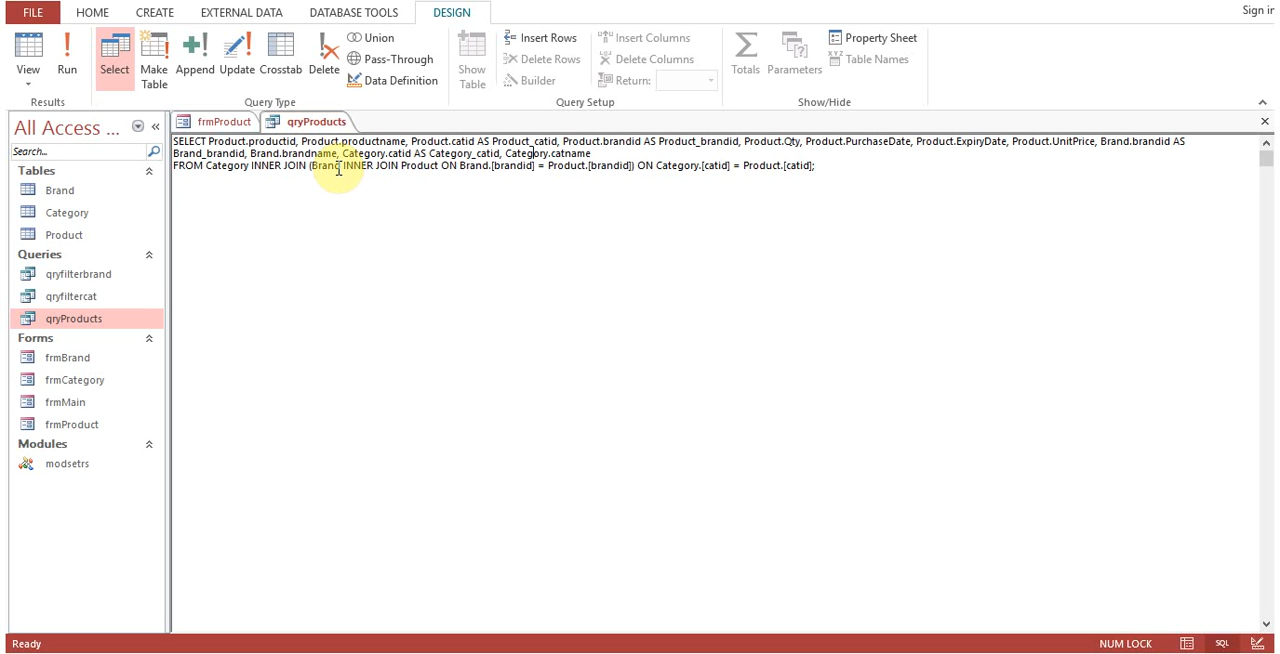 FILE HOME CREATE EXTERNAL DATA DATABASE TOOLS DESIGN
View Run Select Make Table Append Update Crosstab Delete
Union
Pass-Through
Data Definition
Show Table
Insert Rows
Delete Rows
Builder
Insert Columns
Delete Columns
Return:
Totals Parameters
Property Sheet
Table Names
Results Query Type Query Setup Show/Hide
All Access ...
Search...
Tables
Brand
Category
Product
Queries
qryfilterbrand
qryfiltercat
qryProducts
Forms
frmBrand
frmCategory
frmMain
frmProduct
Modules
modsetrs
frmProduct qryProducts
SELECT Product.productid, Product.productname, Product.catid AS Product_catid, Product.brandid AS Product_brandid, Product.Qty, Product.PurchaseDate, Product.ExpiryDate, Product.UnitPrice, Brand.brandid AS
Brand_brandid, Brand.brandname, Category.catid AS Category_catid, Category.catname
FROM Category INNER JOIN (Brand INNER JOIN Product ON Brand.[brandid] = Product.[brandid]) ON Category.[catid] = Product.[catid];
Ready NUM LOCK SQL